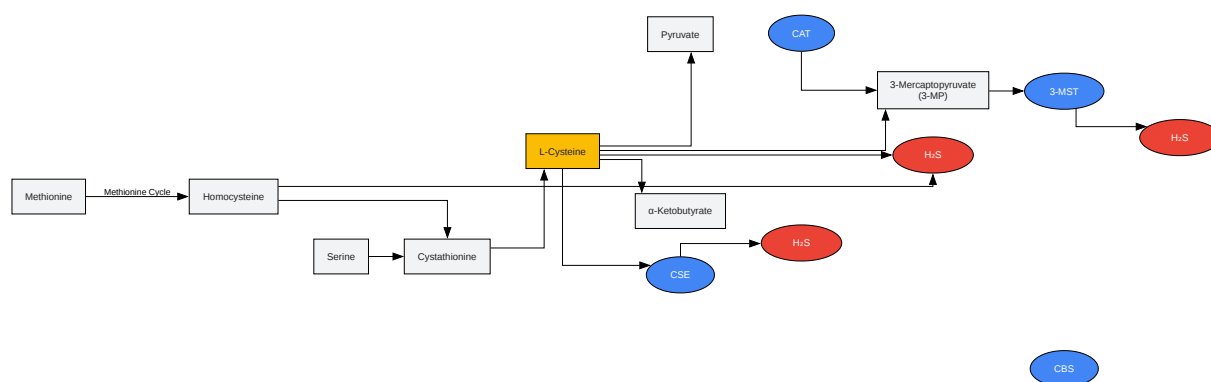 Pyruvate
CAT
3-Mercaptopyruvate
(3-MP)
3-MST
H₂S
L-Cysteine
H₂S
Methionine
Methionine Cycle
Homocysteine
α-Ketobutyrate
Serine
Cystathionine
H₂S
CSE
CBS